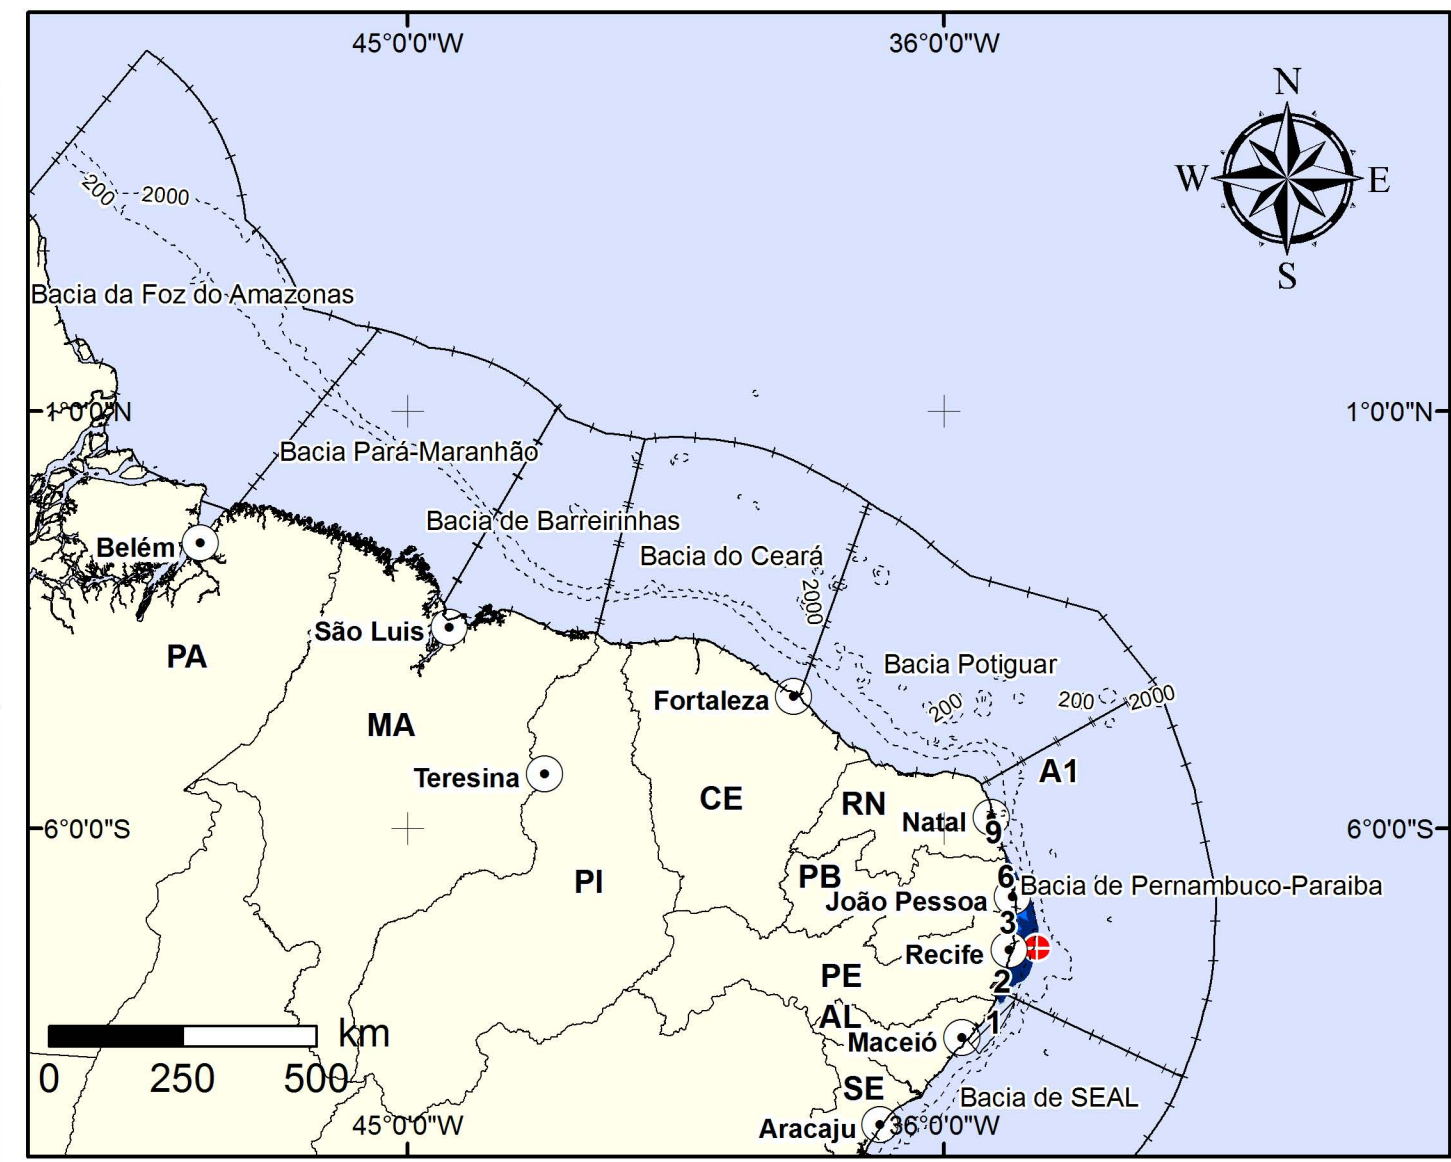 45°0'0"W
36°0'0"W
N
W
E
S
200
2000
Bacia da Foz do Amazonas
1°0'0"N
1°0'0"N
Bacia Pará-Maranhão
Bacia de Barreirinhas
Belém
Bacia do Ceará
2000
São Luis
PA
Bacia Potiguar
Fortaleza
200
200
2000
MA
Teresina
A1
CE
RN
Natal
9
6°0'0"S
6°0'0"S
PI
PB
6
Bacia de Pernambuco-Paraiba
João Pessoa
3
Recife
PE
2
AL
1
Maceió
km
0
250
500
SE
Bacia de SEAL
45°0'0"W
Aracaju
36°0'0"W